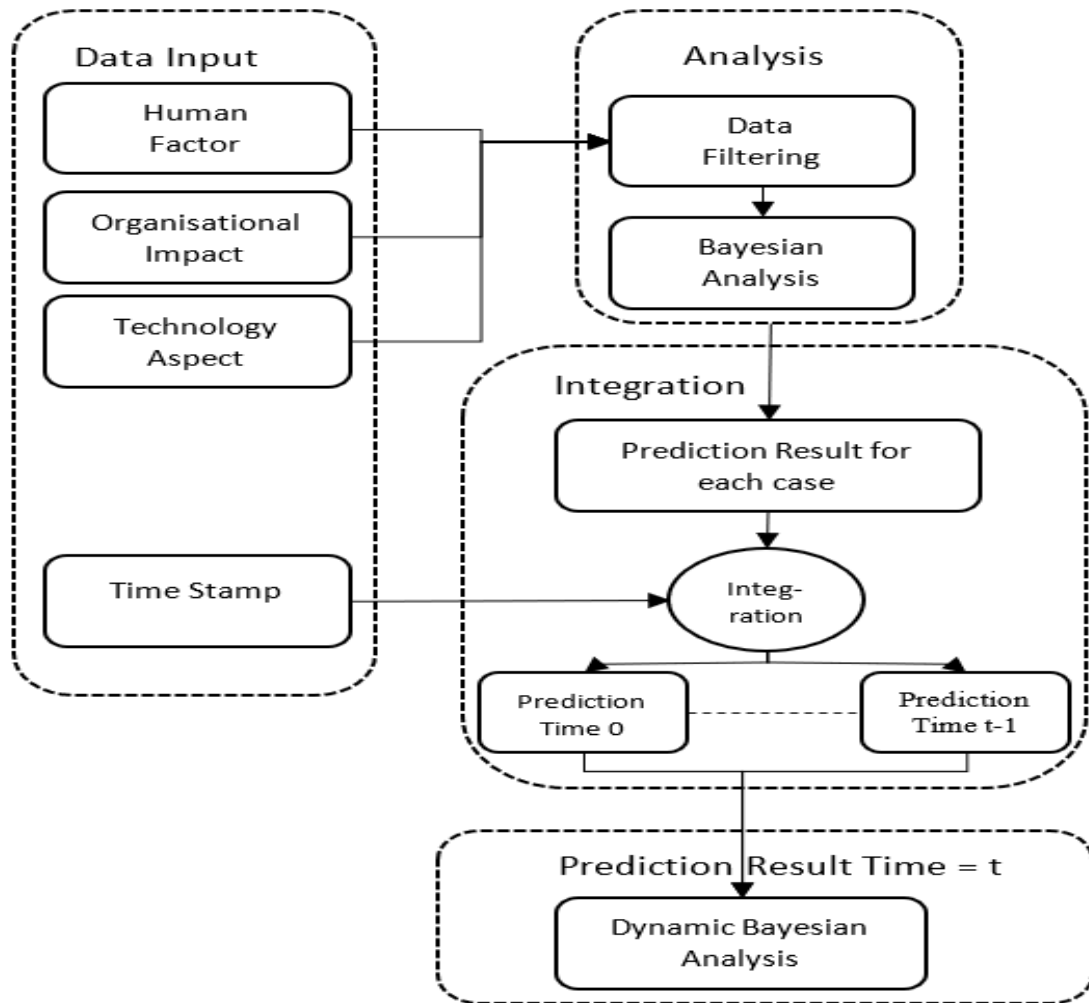 Data Input
Human
Factor
Organisational
Impact
Technology
Aspect
Time Stamp
Analysis
Data
Filtering
Bayesian
Analysis
Integration
Prediction Result for
each case
Integ-
ration
Prediction
Time 0
Prediction
Time t-1
Prediction Result Time = t
Dynamic Bayesian
Analysis